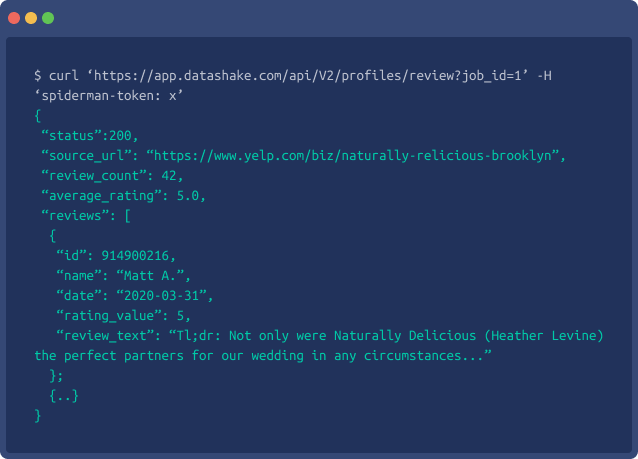 $ curl ‘https://app.datashake.com/api/V2/profiles/review?job_id=1’ -H
‘spiderman-token: x’
{
“status”:200,
“source_url”: “https://www.yelp.com/biz/naturally-relicious-brooklyn”,
“review_count”: 42,
“average_rating”: 5.0,
“reviews”: [
{
“id”: 914900216,
“name”: “Matt A.”,
“date”: “2020-03-31”,
“rating_value”: 5,
“review_text”: “Tl;dr: Not only were Naturally Delicious (Heather Levine)
the perfect partners for our wedding in any circumstances...”
};
{..}
}